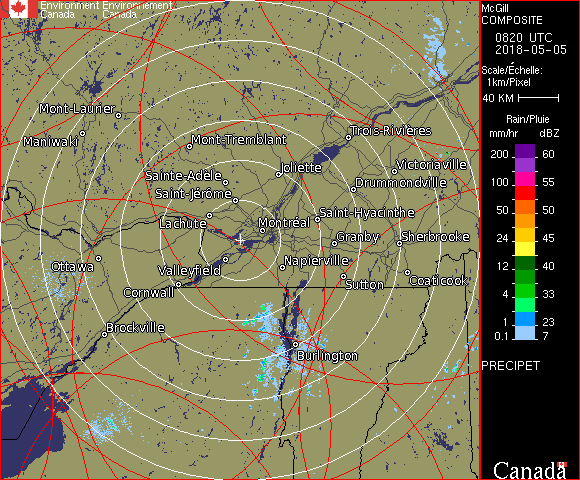 Environment Environnement
Canada Canada
McGill
COMPOSITE
0820 UTC
2018-05-05
Scale/Échelle:
1km/Pixel
40 KM
Rain/Pluie
mm/hr dBZ
200 60
100 55
50 50
24 45
12 40
4 33
1 23
0.1 7
PRECIPET
Canada
Mont-Laurier
Maniwaki
Mont-Tremblant
Trois-Rivières
Sainte-Adèle
Joliette
Victoriaville
Saint-Jérôme
Drummondville
Lachute
Montréal
Saint-Hyacinthe
Granby
Sherbrooke
Ottawa
Valleyfield
Napierville
Cornwall
Sutton
Coaticook
Brockville
Burlington